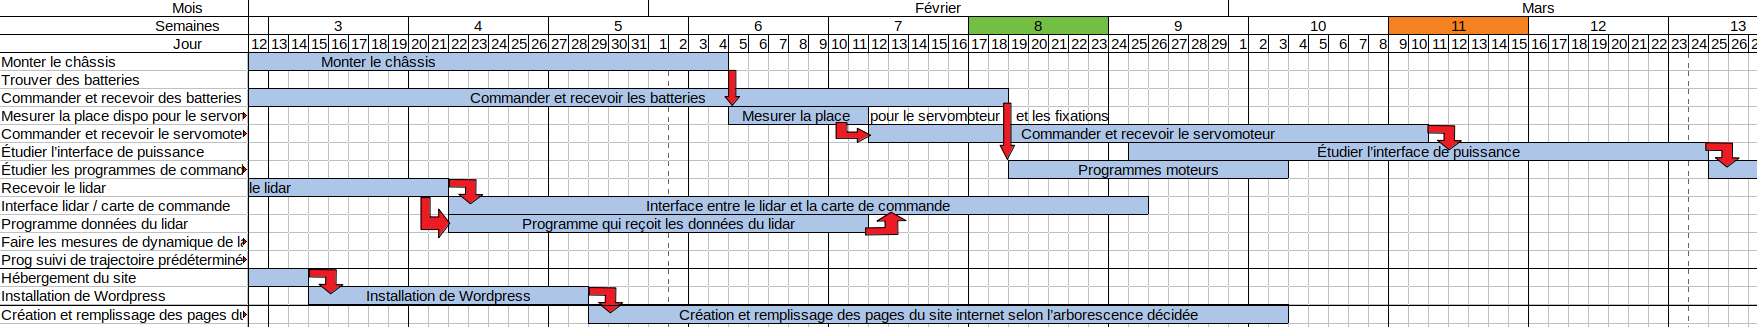 Mois Février Mars
Semaines 3 4 5 6 7 8 9 10 11 12 13
Jour 12 13 14 15 16 17 18 19 20 21 22 23 24 25 26 27 28 29 30 31 1 2 3 4 5 6 7 8 9 10 11 12 13 14 15 16 17 18 19 20 21 22 23 24 25 26 27 28 29 1 2 3 4 5 6 7 8 9 10 11 12 13 14 15 16 17 18 19 20 21 22 23 24 25 26 2
Monter le châssis Monter le châssis
Trouver des batteries
Commander et recevoir des batteries Commander et recevoir les batteries
Mesurer la place dispo pour le servor Mesurer la place pour le servomoteur et les fixations
Commander et recevoir le servomote Commander et recevoir le servomoteur
Étudier l'interface de puissance Étudier l'interface de puissance
Étudier les programmes de command Programmes moteurs
Recevoir le lidar le lidar
Interface lidar / carte de commande Interface entre le lidar et la carte de commande
Programme données du lidar Programme qui reçoit les données du lidar
Faire les mesures de dynamique de la
Prog suivi de trajectoire prédéterminé
Hébergement du site
Installation de Wordpress Installation de Wordpress
Création et remplissage des pages du Création et remplissage des pages du site internet selon l'arborescence décidée